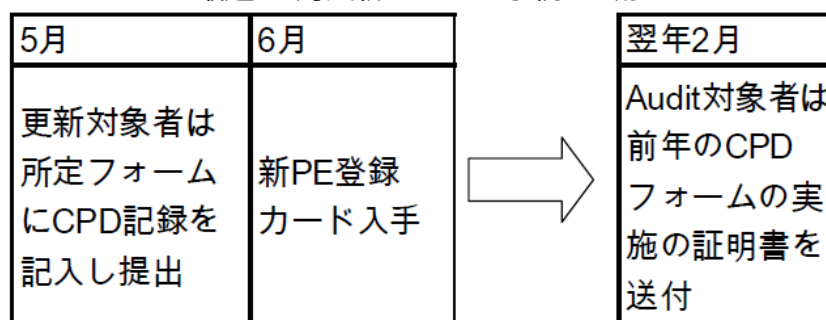 5月
更新対象者は
所定フォーム
にCPD記録を
記入し提出
6月
新PE登録
カード入手
翌年2月
Audit対象者は
前年のCPD
フォームの実
施の証明書を
送付